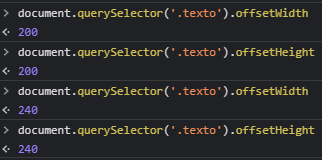 > document.querySelector('.texto').offsetWidth
<· 200
> document.querySelector('.texto').offsetHeight
<· 200
> document.querySelector('.texto').offsetWidth
<· 240
> document.querySelector('.texto').offsetHeight
<· 240